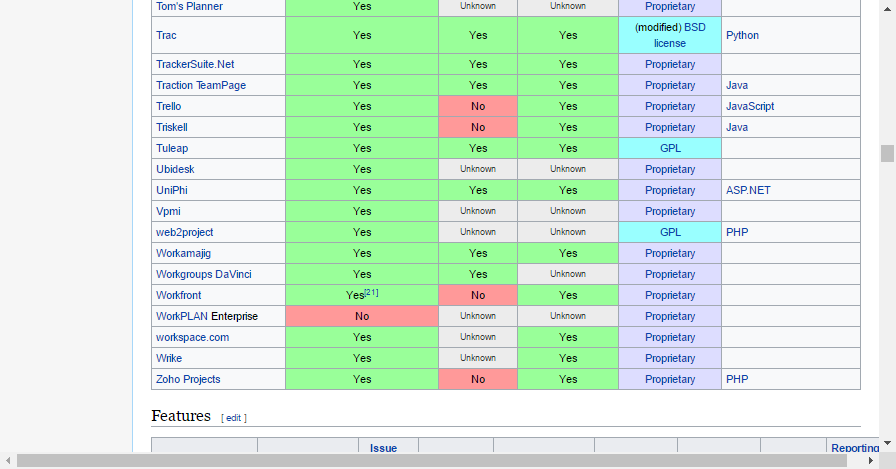 Tom's Planner Yes Unknown Unknown Proprietary
Trac Yes Yes Yes (modified) BSD license Python
TrackerSuite.Net Yes Yes Yes Proprietary
Traction TeamPage Yes Yes Yes Proprietary Java
Trello Yes No Yes Proprietary JavaScript
Triskell Yes No Yes Proprietary Java
Tuleap Yes Yes Yes GPL
Ubidesk Yes Unknown Unknown Proprietary
UniPhi Yes Yes Yes Proprietary ASP.NET
Vpmi Yes Unknown Unknown Proprietary
web2project Yes Unknown Unknown GPL PHP
Workamajig Yes Yes Yes Proprietary
Workgroups DaVinci Yes Yes Unknown Proprietary
Workfront Yes[21] No Yes Proprietary
WorkPLAN Enterprise No Unknown Unknown Proprietary
workspace.com Yes Unknown Yes Proprietary
Wrike Yes Unknown Yes Proprietary
Zoho Projects Yes No Yes Proprietary PHP
Features [ edit ]
Issue Reporting